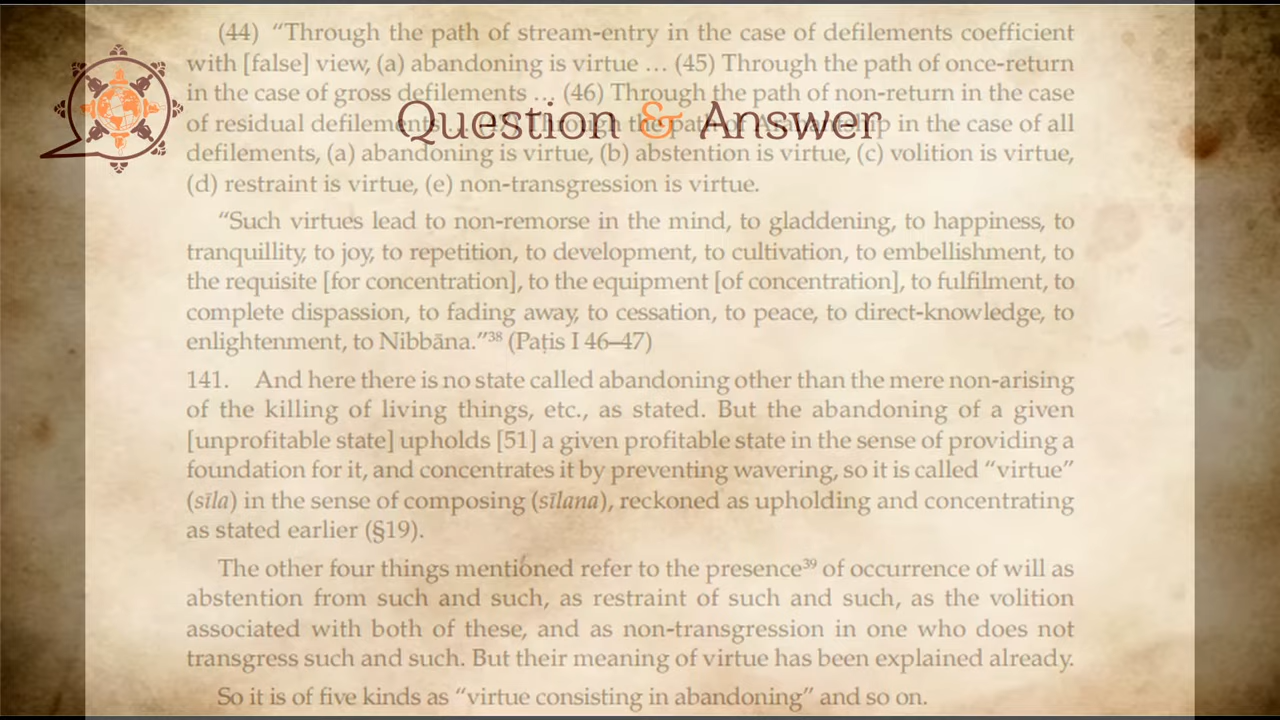 (44) “Through the path of stream-entry in the case of defilements coefficient
with [false] view, (a) abandoning is virtue … (45) Through the path of once-return
in the case of gross defilements … (46) Through the path of non-return in the case
Question & Answer
of residual defilements the path in the case of all
defilements, (a) abandoning is virtue, (b) abstention is virtue, (c) volition is virtue,
(d) restraint is virtue, (e) non-transgression is virtue.
“Such virtues lead to non-remorse in the mind, to gladdening, to happiness, to
tranquillity, to joy, to repetition, to development, to cultivation, to embellishment, to
the requisite [for concentration], to the equipment [of concentration], to fulfilment, to
complete dispassion, to fading away, to cessation, to peace, to direct-knowledge, to
enlightenment, to Nibbāna.”³⁸ (Paṭis I 46–47)
141. And here there is no state called abandoning other than the mere non-arising
of the killing of living things, etc., as stated. But the abandoning of a given
[unprofitable state] upholds [51] a given profitable state in the sense of providing a
foundation for it, and concentrates it by preventing wavering, so it is called “virtue”
(sīla) in the sense of composing (sīlana), reckoned as upholding and concentrating
as stated earlier (§19).
The other four things mentioned refer to the presence³⁹ of occurrence of will as
abstention from such and such, as restraint of such and such, as the volition
associated with both of these, and as non-transgression in one who does not
transgress such and such. But their meaning of virtue has been explained already.
So it is of five kinds as “virtue consisting in abandoning” and so on.